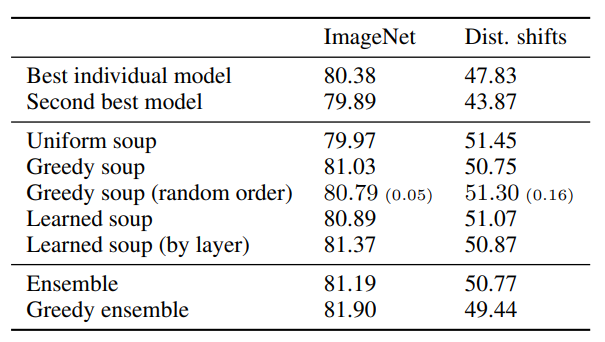 ImageNet Dist. shifts
Best individual model 80.38 47.83
Second best model 79.89 43.87
Uniform soup 79.97 51.45
Greedy soup 81.03 50.75
Greedy soup (random order) 80.79 (0.05) 51.30 (0.16)
Learned soup 80.89 51.07
Learned soup (by layer) 81.37 50.87
Ensemble 81.19 50.77
Greedy ensemble 81.90 49.44